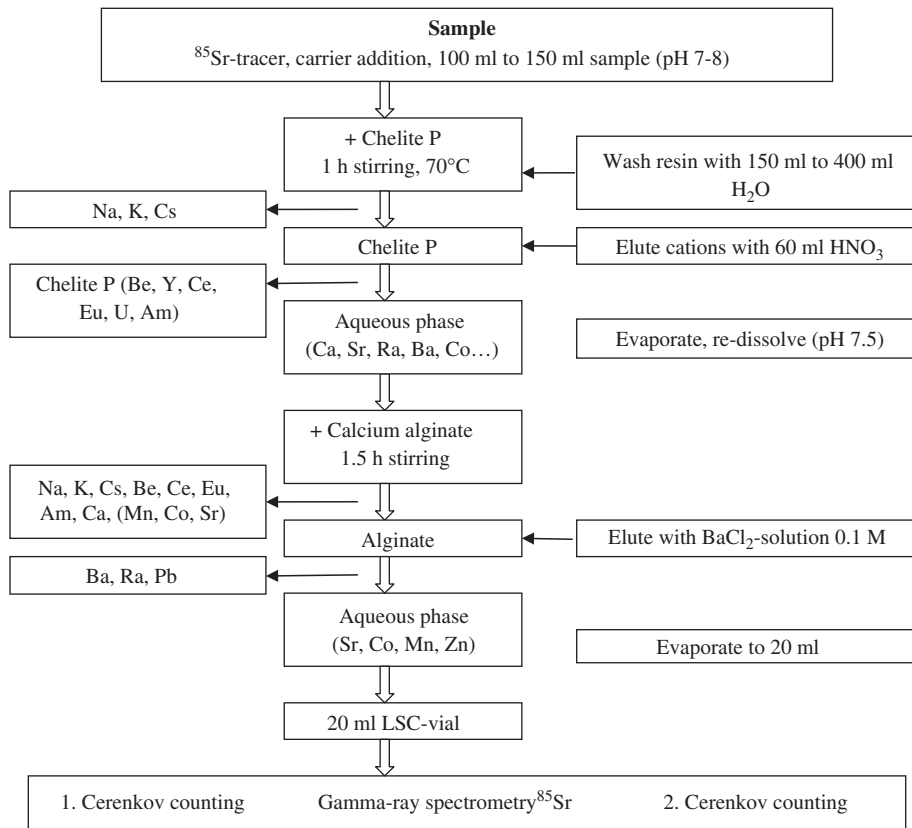 Sample
⁸⁵Sr-tracer, carrier addition, 100 ml to 150 ml sample (pH 7-8)
+ Chelite P
1 h stirring, 70°C
Wash resin with 150 ml to 400 ml
H₂O
Na, K, Cs
Chelite P
Elute cations with 60 ml HNO₃
Chelite P (Be, Y, Ce,
Eu, U, Am)
Aqueous phase
(Ca, Sr, Ra, Ba, Co…)
Evaporate, re-dissolve (pH 7.5)
+ Calcium alginate
1.5 h stirring
Na, K, Cs, Be, Ce, Eu,
Am, Ca, (Mn, Co, Sr)
Alginate
Elute with BaCl₂-solution 0.1 M
Ba, Ra, Pb
Aqueous phase
(Sr, Co, Mn, Zn)
Evaporate to 20 ml
20 ml LSC-vial
1. Cerenkov counting Gamma-ray spectrometry⁸⁵Sr 2. Cerenkov counting